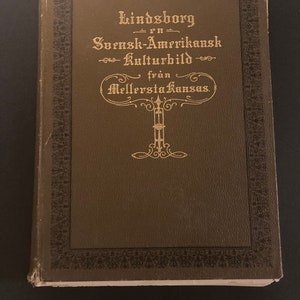 Lindsborg
en
Svensk-Amerikansk
Kulturbild
från
Mellersta Kansas.